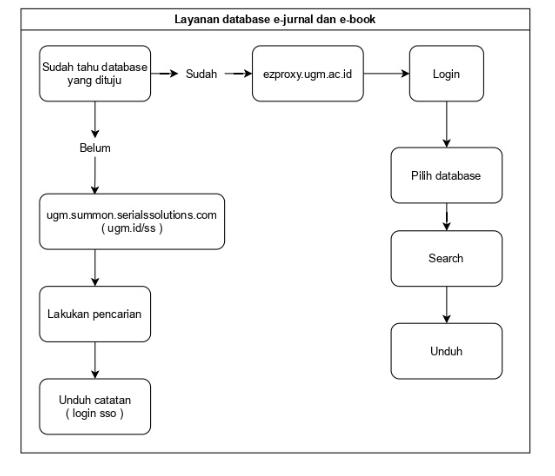 Layanan database e-jurnal dan e-book
Sudah tahu database
yang dituju
Sudah
ezproxy.ugm.ac.id
Login
Belum
Pilih database
ugm.summon.serialssolutions.com
( ugm.id/ss )
Search
Lakukan pencarian
Unduh
Unduh catatan
( login sso )